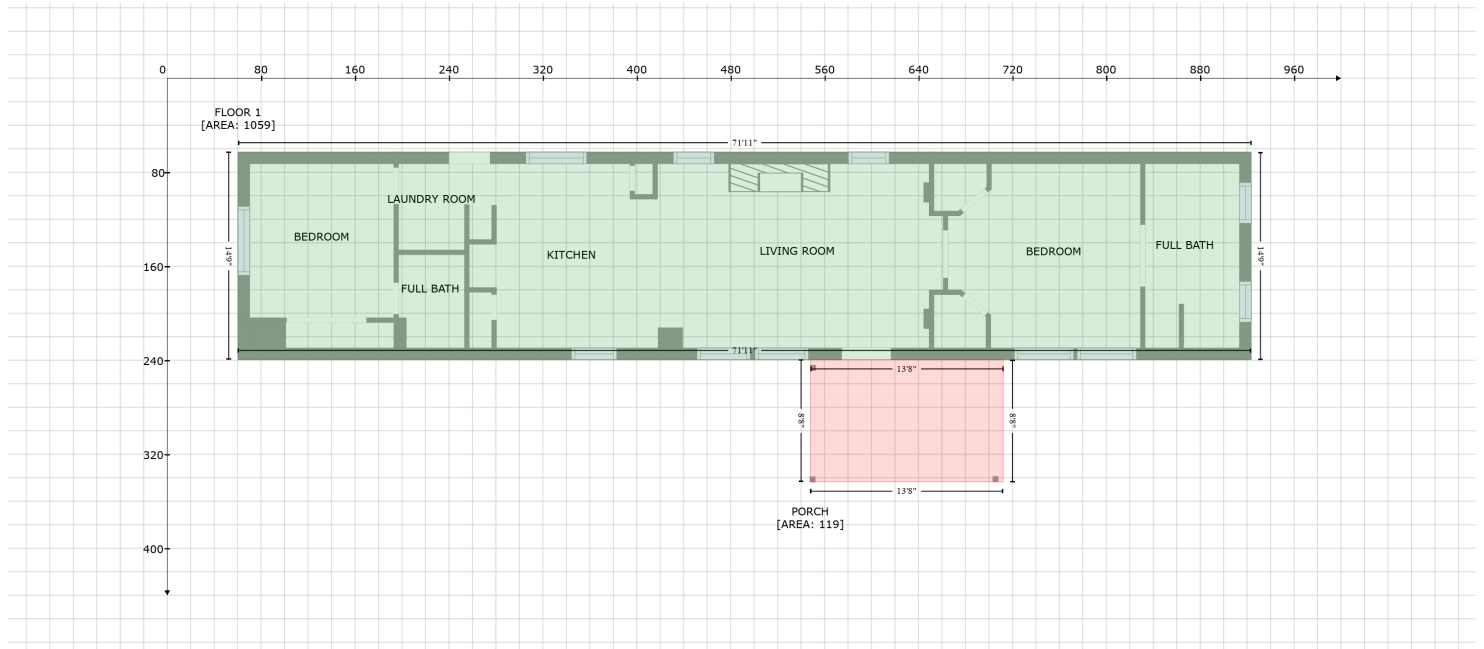 0 80 160 240 320 400 480 560 640 720 800 880 960
FLOOR 1
[AREA: 1059]
71'11"
80
LAUNDRY ROOM
BEDROOM
FULL BATH
KITCHEN
LIVING ROOM
BEDROOM
14'9"
14'9"
160
FULL BATH
71'11"
240
13'8"
8'8"
8'8"
320
13'8"
PORCH
[AREA: 119]
400